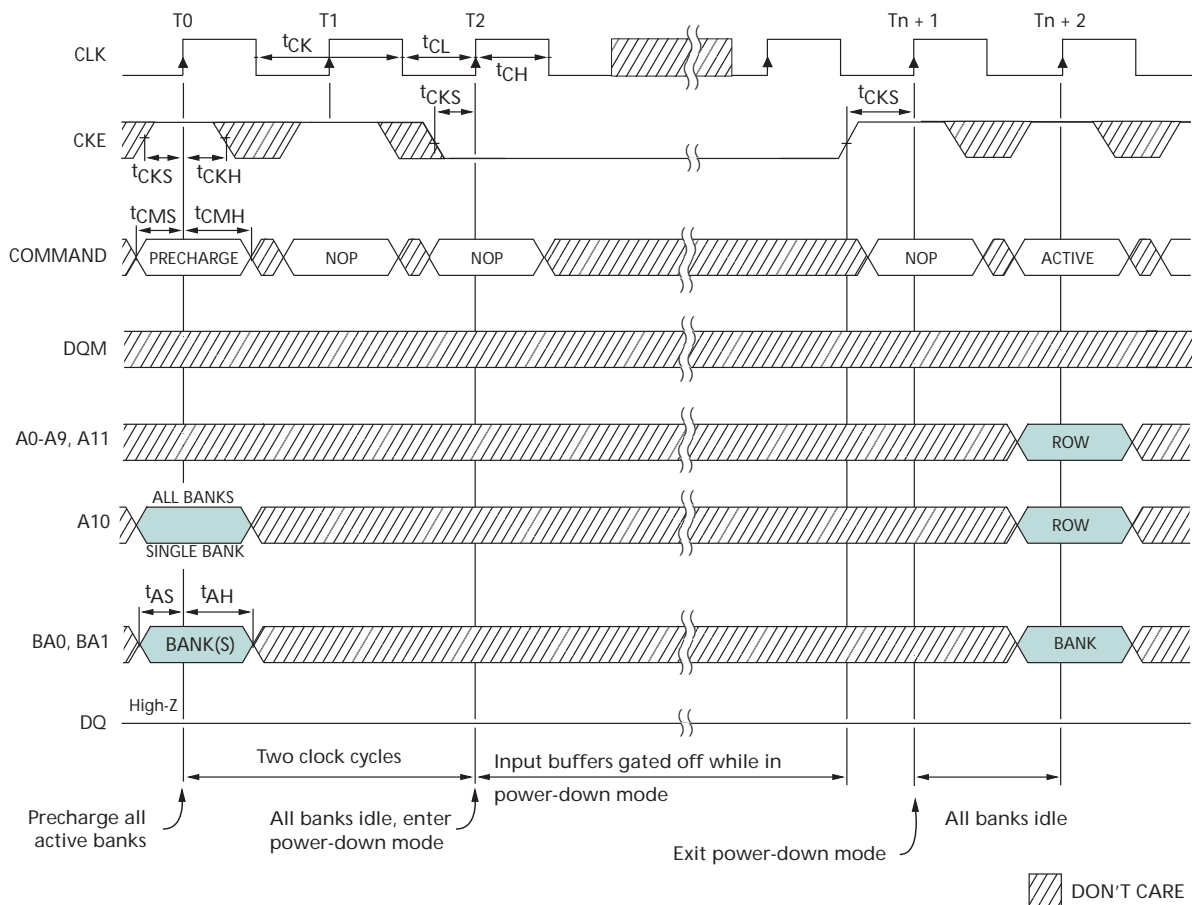 T0 T1 T2 Tn + 1 Tn + 2
CLK
tCK tCL tCH
tCKS tCKS
CKE
tCKS tCKH
tCMS tCMH
COMMAND PRECHARGE NOP NOP NOP ACTIVE
DQM
A0-A9, A11 ROW
ALL BANKS
A10 ROW
SINGLE BANK
tAS tAH
BA0, BA1 BANK(S) BANK
High-Z
DQ
Two clock cycles
Input buffers gated off while in
power-down mode
Precharge all
active banks
All banks idle, enter
power-down mode
All banks idle
Exit power-down mode
DON'T CARE